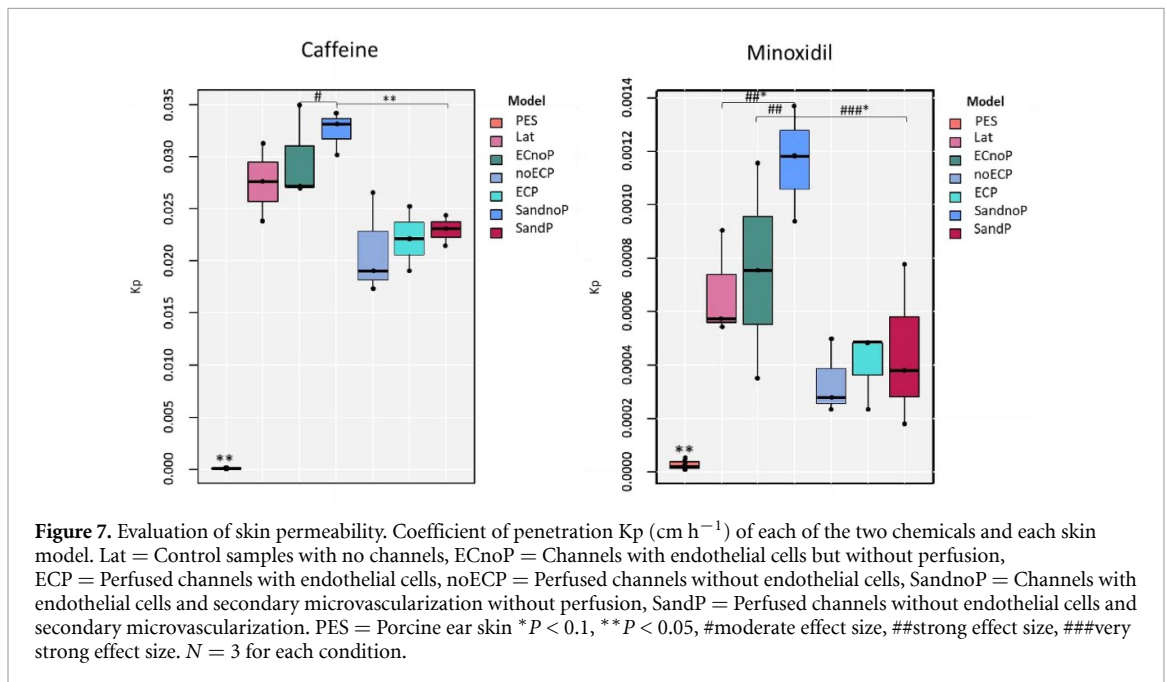 Caffeine
Minoxidil
Kp
0.035
0.030
0.025
0.020
0.015
0.010
0.005
0.000
#
**
**
Model
PES
Lat
ECnoP
noECP
ECP
SandnoP
SandP
Kp
0.0014
0.0012
0.0010
0.0008
0.0006
0.0004
0.0002
0.0000
##*
##
###*
**
Model
PES
Lat
ECnoP
noECP
ECP
SandnoP
SandP
Figure 7. Evaluation of skin permeability. Coefficient of penetration Kp (cm h−1) of each of the two chemicals and each skin
model. Lat = Control samples with no channels, ECnoP = Channels with endothelial cells but without perfusion,
ECP = Perfused channels with endothelial cells, noECP = Perfused channels without endothelial cells, SandnoP = Channels with
endothelial cells and secondary microvascularization without perfusion, SandP = Perfused channels without endothelial cells and
secondary microvascularization. PES = Porcine ear skin *P < 0.1, **P < 0.05, #moderate effect size, ##strong effect size, ###very
strong effect size. N = 3 for each condition.